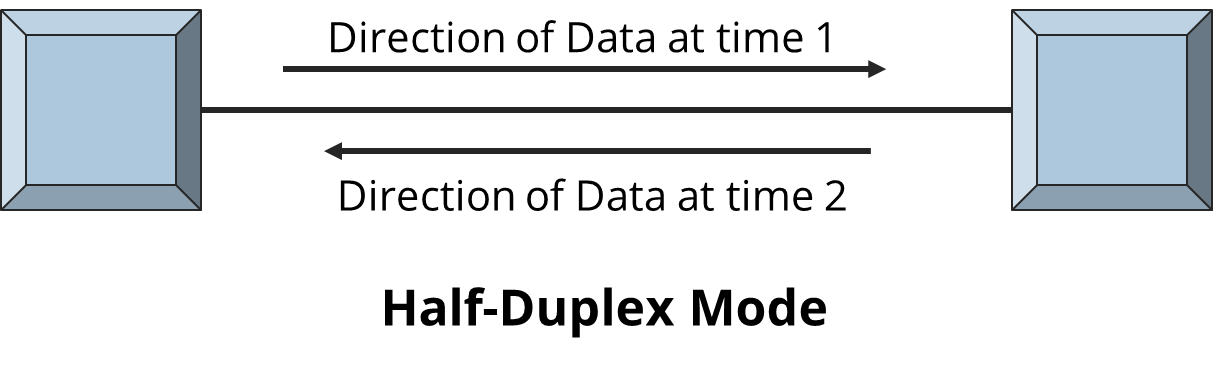 Direction of Data at time 1
Direction of Data at time 2
Half-Duplex Mode